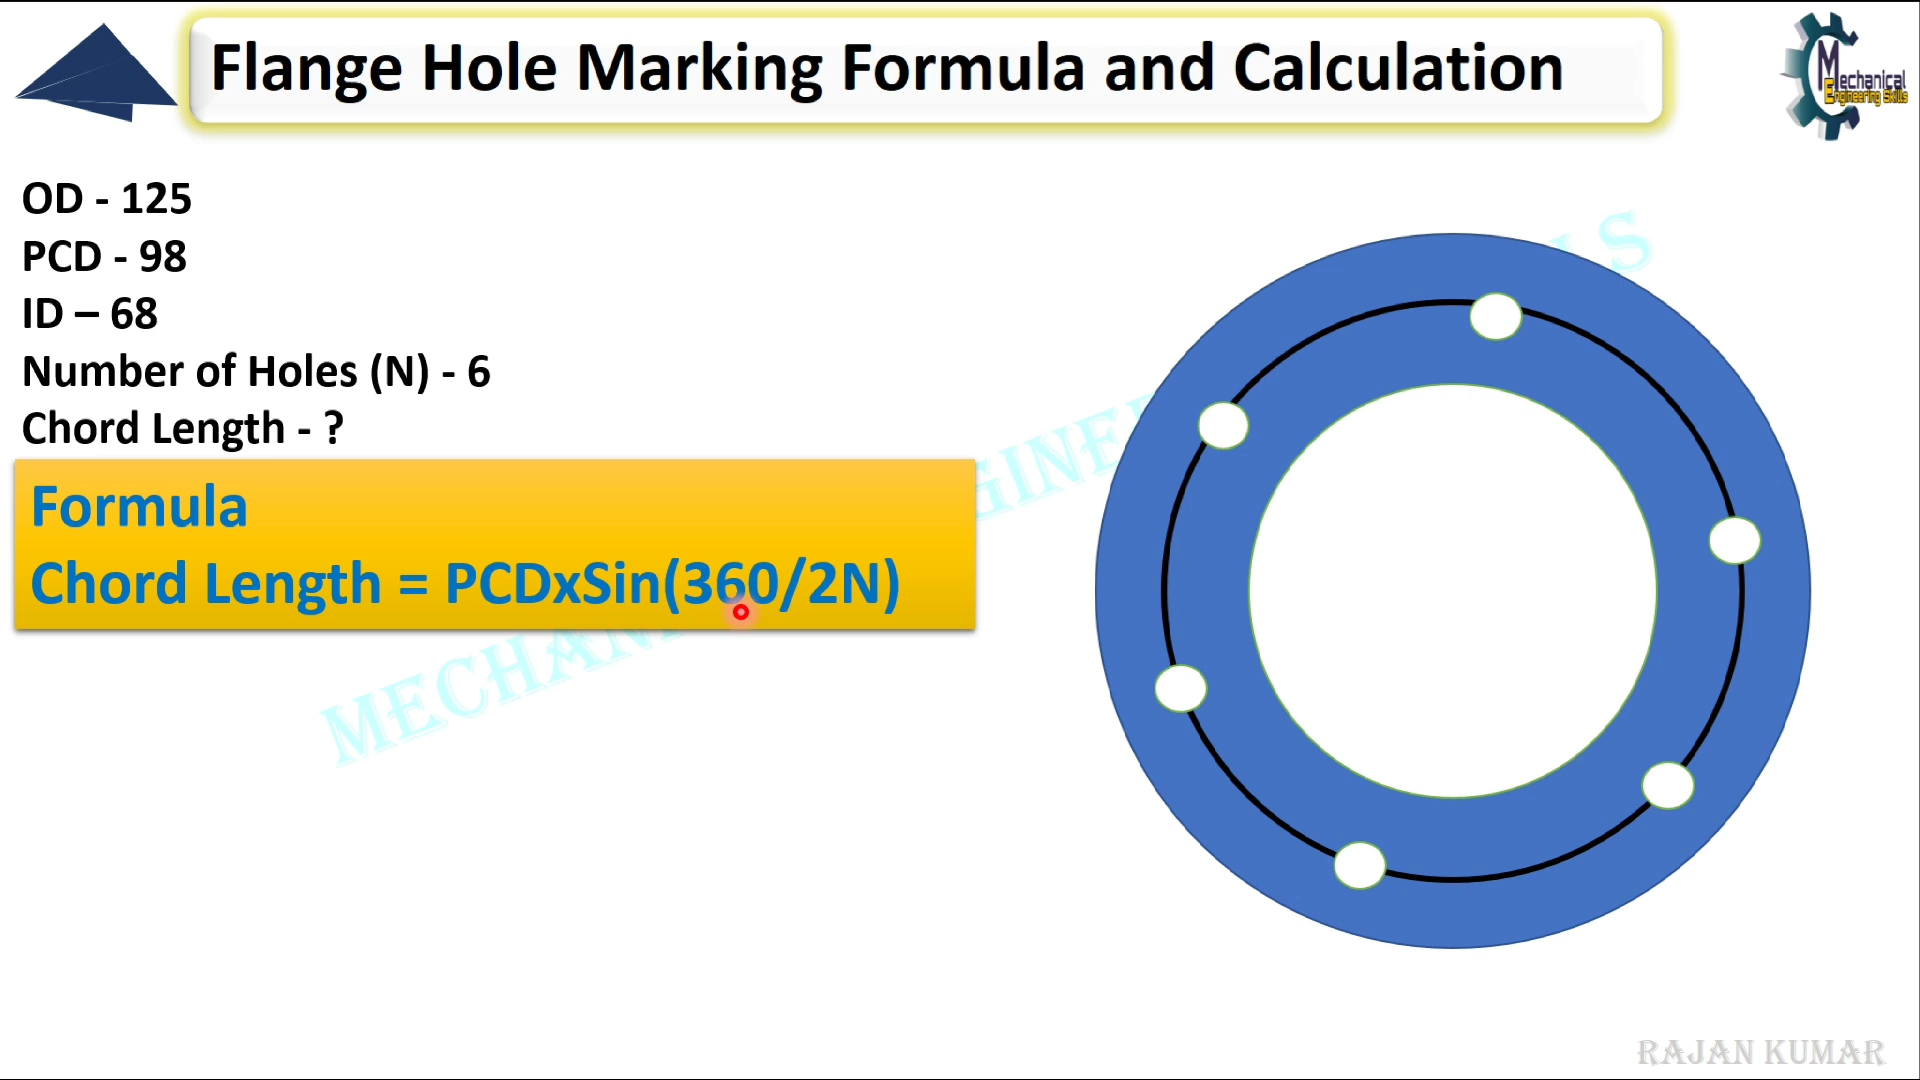 Flange Hole Marking Formula and Calculation
Mechanical
Engineering Skills
OD - 125
PCD - 98
ID – 68
Number of Holes (N) - 6
Chord Length - ?
Formula
Chord Length = PCDxSin(360/2N)
RAJAN KUMAR